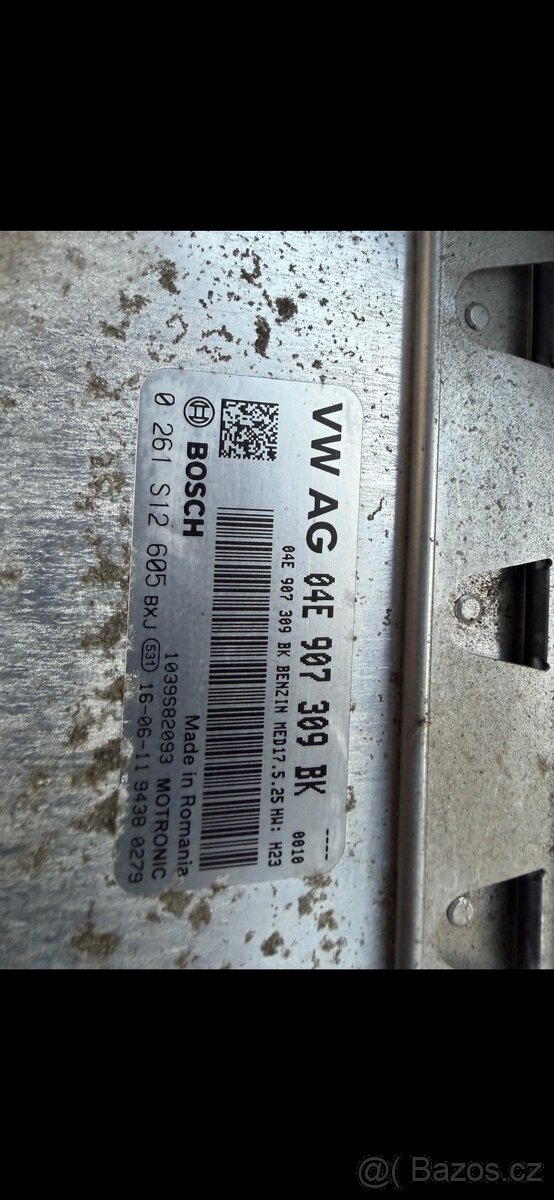 VW AG 04E 907 309 BK ----
04E 907 309 BK BENZIN MED17.5.25 HW: H23 0010
BOSCH
Made in Romania
1039S82093 MOTRONIC
0 261 S12 605 BXJ 531 16-06-11 9438 0279
@( Bazos.cz